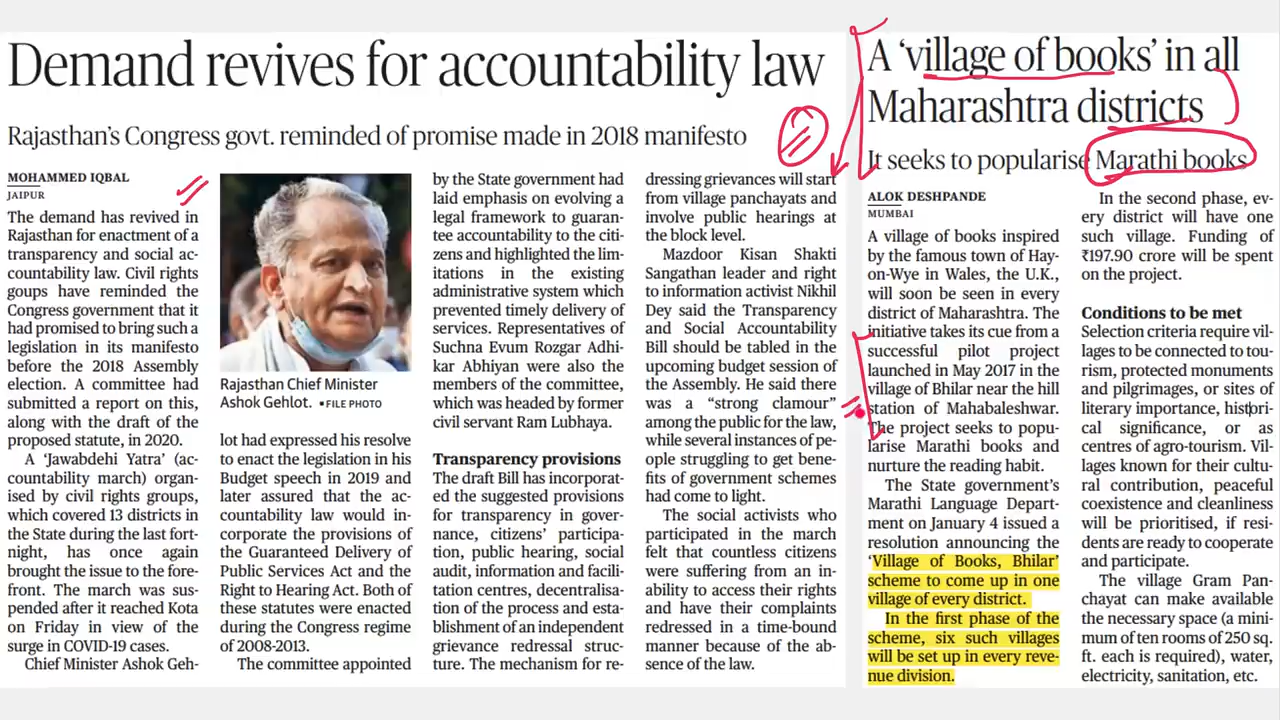 Demand revives for accountability law
Rajasthan's Congress govt. reminded of promise made in 2018 manifesto
MOHAMMED IQBAL
JAIPUR
The demand has revived in
Rajasthan for enactment of a
transparency and social ac-
countability law. Civil rights
goups have reminded the
Congress government that it
had promised to bring such a
legislation in its manifesto
before the 2018 Assembly
election. A committee had
submitted a report on this,
along with the draft of the
proposed statute, in 2020.
A 'Jawabdehi Yatra' (ac-
countability march) organ-
ised by civil rights groups,
which covered 13 districts in
the State during the last fort-
night, has once again
brought the issue to the fore-
front. The march was sus-
pended after it reached Kota
on Friday in view of the
surge in COVID-19 cases.
Chief Minister Ashok Geh-
Rajasthan Chief Minister
Ashok Gehlot. •FILE PHOTO
lot had expressed his resolve
to enact the legislation in his
Budget speech in 2019 and
later assured that the ac-
countability law would in-
corporate the provisions of
the Guaranteed Delivery of
Public Services Act and the
Right to Hearing Act. Both of
these statutes were enacted
during the Congress regime
of 2008-2013.
The committee appointed
by the State government had
laid emphasis on evolving a
legal framework to guaran-
tee accountability to the citi-
zens and highlighted the lim-
itations in the existing
administrative system which
prevented timely delivery of
services. Representatives of
Suchna Evum Rozgar Adhi-
kar Abhiyan were also the
members of the committee,
which was headed by former
civil servant Ram Lubhaya.
Transparency provisions
The draft Bill has incorporat-
ed the suggested provisions
for transparency in gover-
nance, citizens' participa-
tion, public hearing, social
audit, information and facili-
tation centres, decentralisa-
tion of the process and esta-
blishment of an independent
grievance redressal struc-
ture. The mechanism for re-
dressing grievances will start
from village panchayats and
involve public hearings at
the block level.
Mazdoor Kisan Shakti
Sangathan leader and right
to information activist Nikhil
Dey said the Transparency
and Social Accountability
Bill should be tabled in the
upcoming budget session of
the Assembly. He said there
was a “strong clamour”
among the public for the law,
while several instances of pe-
ople struggling to get bene-
fits of government schemes
had come to light.
The social activists who
participated in the march
felt that countless citizens
were suffering from an in-
ability to access their rights
and have their complaints
redressed in a time-bound
manner because of the ab-
sence of the law.
A 'village of books' in all
Maharashtra districts
It seeks to popularise Marathi books
ALOK DESHPANDE
MUMBAI
A village of books inspired
by the famous town of Hay-
on-Wye in Wales, the U.K.,
will soon be seen in every
district of Maharashtra. The
initiative takes its cue from a
successful pilot project
launched in May 2017 in the
village of Bhilar near the hill
station of Mahabaleshwar.
The project seeks to popu-
larise Marathi books and
nurture the reading habit.
The State government's
Marathi Language Depart-
ment on January 4 issued a
resolution announcing the
'Village of Books, Bhilar'
scheme to come up in one
village of every district.
In the first phase of the
scheme, six such villages
will be set up in every reve-
nue division.
In the second phase, ev-
ery district will have one
such village. Funding of
₹197.90 crore will be spent
on the project.
Conditions to be met
Selection criteria require vil-
lages to be connected to tou-
rism, protected monuments
and pilgrimages, or sites of
literary importance, histori-
cal significance, or as
centres of agro-tourism. Vil-
lages known for their cultu-
ral contribution, peaceful
coexistence and cleanliness
will be prioritised, if resi-
dents are ready to cooperate
and participate.
The village Gram Pan-
chayat can make available
the necessary space (a mini-
mum of ten rooms of 250 sq.
ft. each is required), water,
electricity, sanitation, etc.